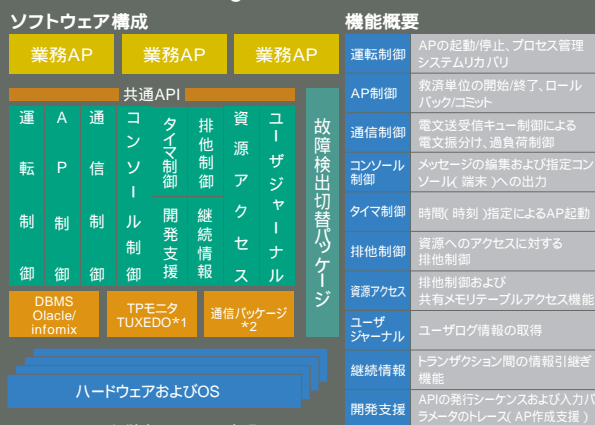 ソフトウェア構成
業務AP
業務AP
業務AP
共通API
運転制御
AP制御
通信制御
コンソール制御
タイマ制御
開発支援
排他制御
継続情報
資源アクセス
ユーザジャーナル
故障検出切替パッケージ
DBMS
Olacle/
infomix
TPモニタ
TUXEDO*1
通信パッケージ
*2
ハードウェアおよびOS
機能概要
運転制御
APの起動/停止、プロセス管理
システムリカバリ
AP制御
救済単位の開始/終了、ロール
バック/コミット
通信制御
電文送受信キュー制御による
電文振分け、過負荷制御
コンソール
制御
メッセージの編集および指定コン
ソール( 端末 )への出力
タイマ制御
時間( 時刻 )指定によるAP起動
排他制御
資源へのアクセスに対する
排他制御
資源アクセス
排他制御および
共有メモリテーブルアクセス機能
ユーザ
ジャーナル
ユーザログ情報の取得
継続情報
トランザクション間の情報引継ぎ
機能
開発支援
APIの発行シーケンスおよび入力パ
ラメータのトレース( AP作成支援 )